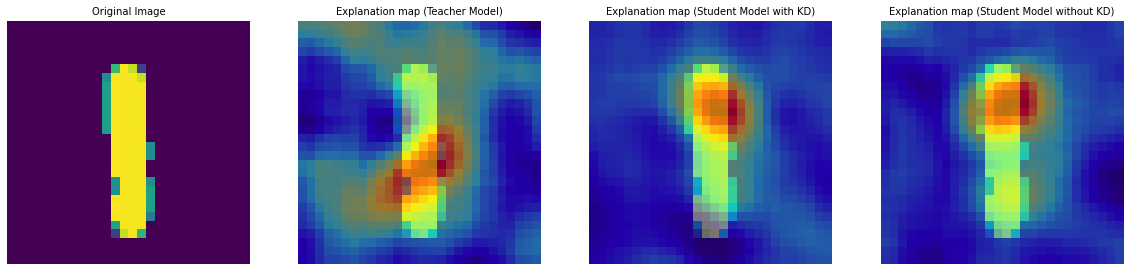 Original Image
Explanation map (Teacher Model)
Explanation map (Student Model with KD)
Explanation map (Student Model without KD)